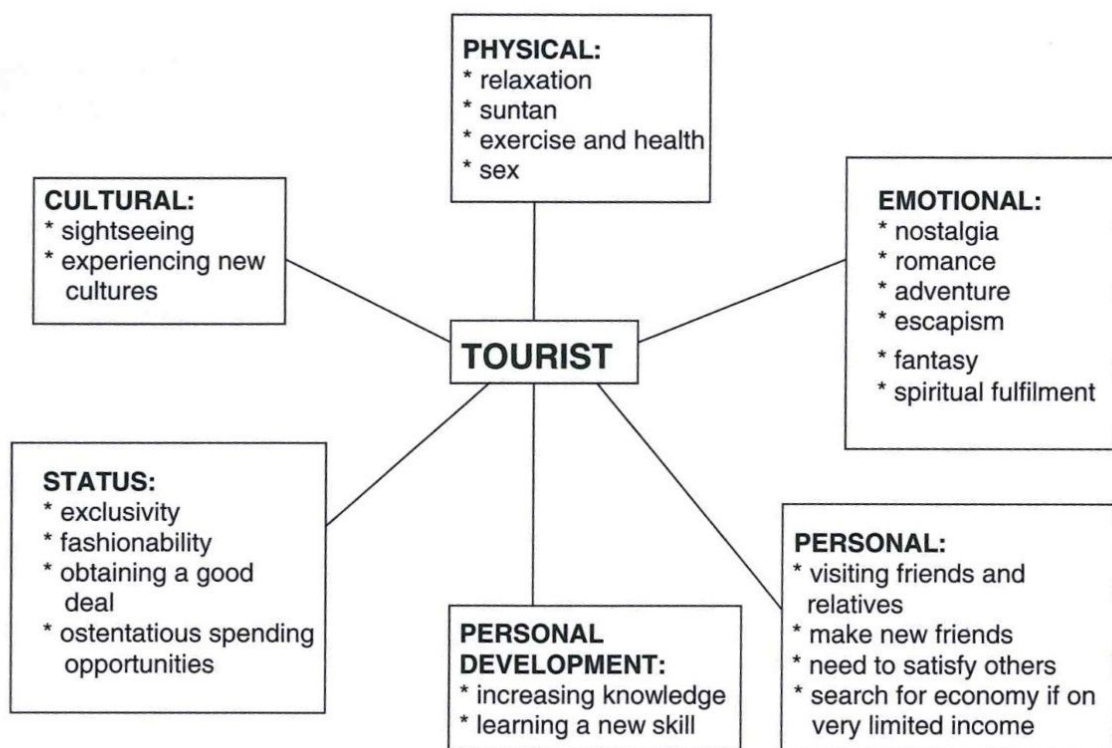 PHYSICAL:
* relaxation
* suntan
* exercise and health
* sex
CULTURAL:
* sightseeing
* experiencing new
cultures
EMOTIONAL:
* nostalgia
* romance
* adventure
* escapism
* fantasy
* spiritual fulfilment
TOURIST
STATUS:
* exclusivity
* fashionability
* obtaining a good
deal
* ostentatious spending
opportunities
PERSONAL
DEVELOPMENT:
* increasing knowledge
* learning a new skill
PERSONAL:
* visiting friends and
relatives
* make new friends
* need to satisfy others
* search for economy if on
very limited income